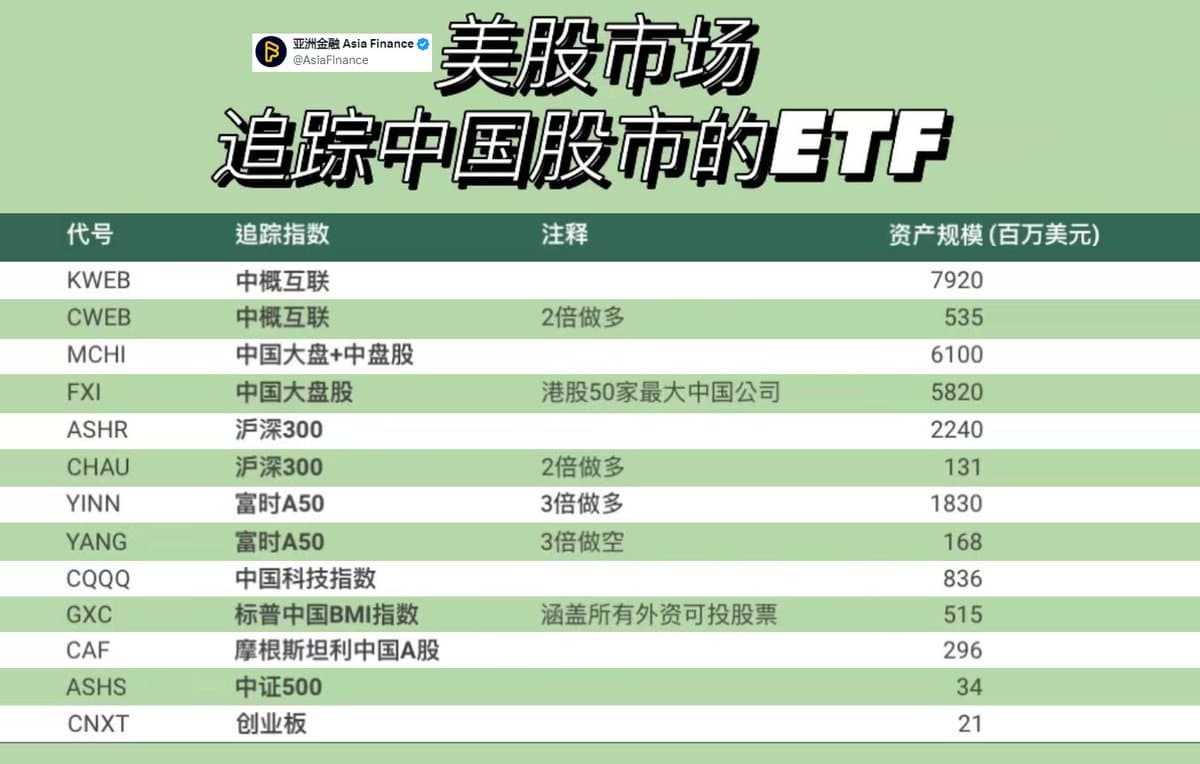 亚洲金融 Asia Finance
@AsiaFinance
美股市场
追踪中国股市的ETF
代号 追踪指数 注释 资产规模 (百万美元)
KWEB 中概互联 7920
CWEB 中概互联 2倍做多 535
MCHI 中国大盘+中盘股 6100
FXI 中国大盘股 港股50家最大中国公司 5820
ASHR 沪深300 2240
CHAU 沪深300 2倍做多 131
YINN 富时A50 3倍做多 1830
YANG 富时A50 3倍做空 168
CQQQ 中国科技指数 836
GXC 标普中国BMI指数 涵盖所有外资可投股票 515
CAF 摩根斯坦利中国A股 296
ASHS 中证500 34
CNXT 创业板 21